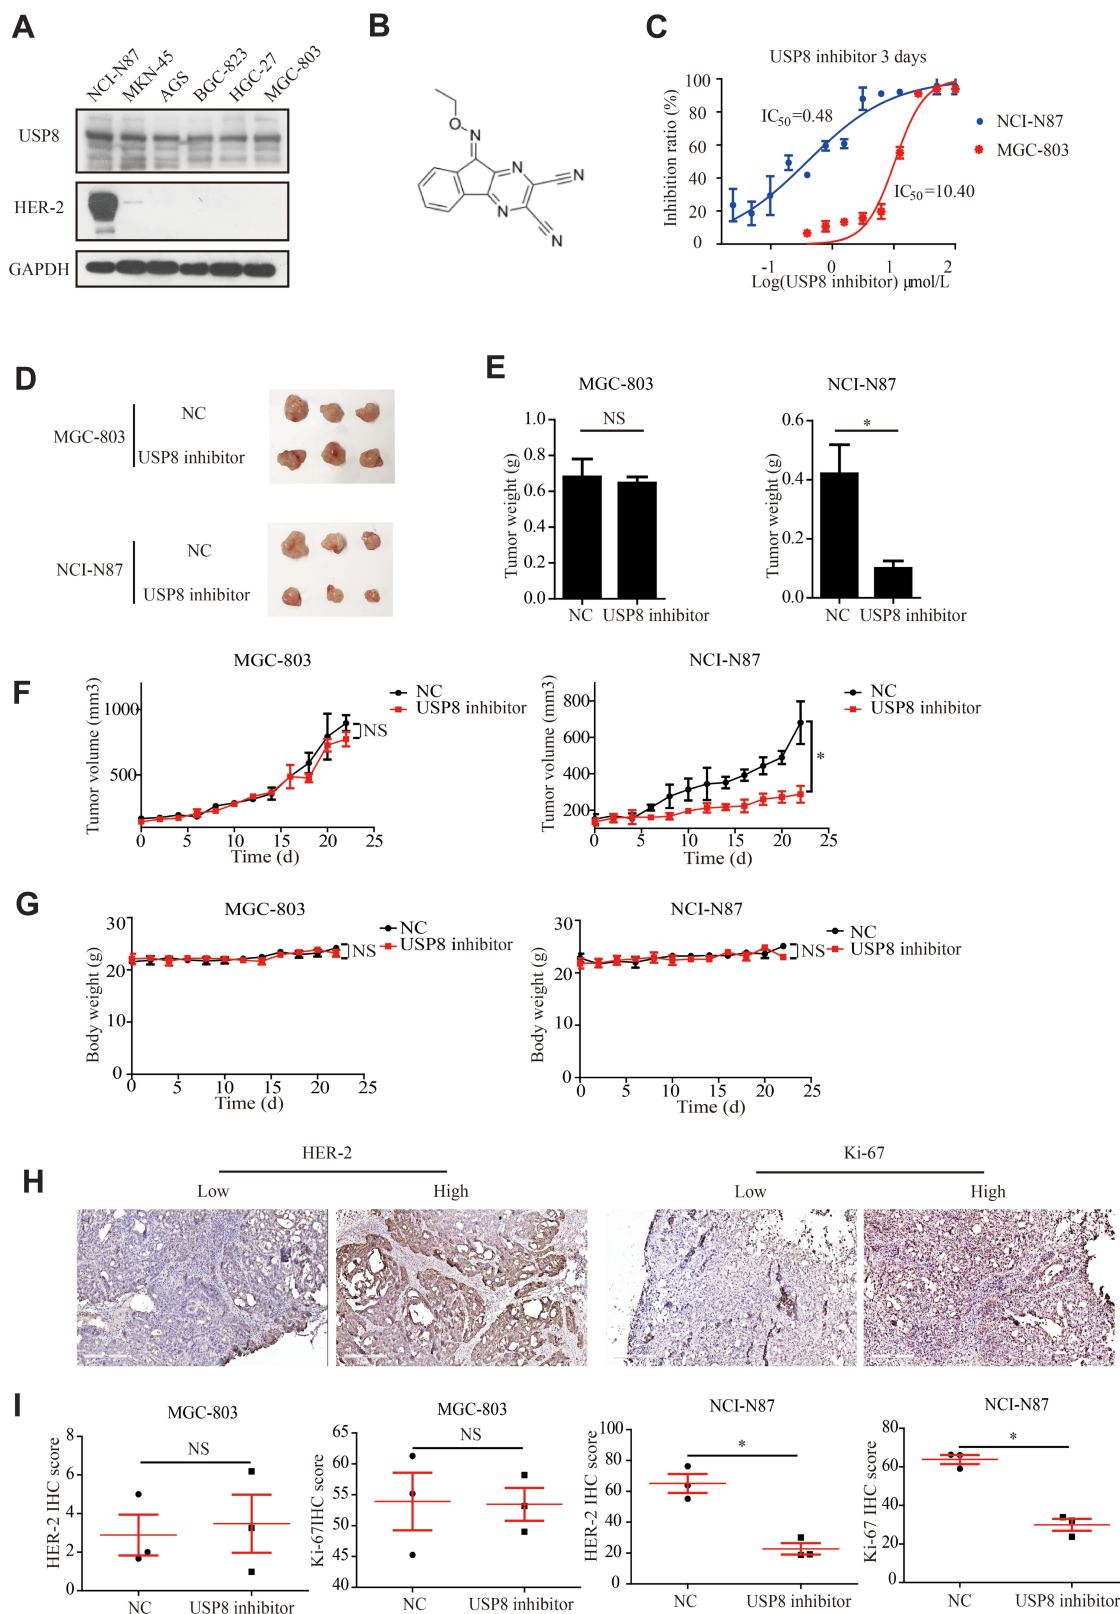 A
NCI-N87 MKN-45 AGS BGC-823 HGC-27 MGC-803
USP8
HER-2
GAPDH
B
O N
N N
N N
C
USP8 inhibitor 3 days
Inhibition ratio (%)
100
80
60
40
20
0
IC50=0.48
IC50=10.40
-1 0 1 2
Log(USP8 inhibitor) μmol/L
NCI-N87
MGC-803
D
MGC-803
NC
USP8 inhibitor
NCI-N87
NC
USP8 inhibitor
E
MGC-803
Tumor weight (g)
1.0
0.8
0.6
0.4
0.2
0.0
NS
NC USP8 inhibitor
NCI-N87
Tumor weight (g)
0.6
0.4
0.2
0.0
*
NC USP8 inhibitor
F
MGC-803
Tumor volume (mm3)
1000
500
0 5 10 15 20 25
Time (d)
NC
USP8 inhibitor
NS
NCI-N87
Tumor volume (mm3)
800
600
400
200
0 5 10 15 20 25
Time (d)
NC
USP8 inhibitor
*
G
MGC-803
Body weight (g)
30
20
10
0
0 5 10 15 20 25
Time (d)
NC
USP8 inhibitor
NS
NCI-N87
Body weight (g)
30
20
10
0
0 5 10 15 20 25
Time (d)
NC
USP8 inhibitor
NS
H
HER-2
Low High
Ki-67
Low High
I
MGC-803
HER-2 IHC score
8
6
4
2
0
NS
NC USP8 inhibitor
MGC-803
Ki-67IHC score
65
60
55
50
45
40
NS
NC USP8 inhibitor
NCI-N87
HER-2 IHC score
100
80
60
40
20
0
*
NC USP8 inhibitor
NCI-N87
Ki-67 IHC score
80
60
40
20
0
*
NC USP8 inhibitor